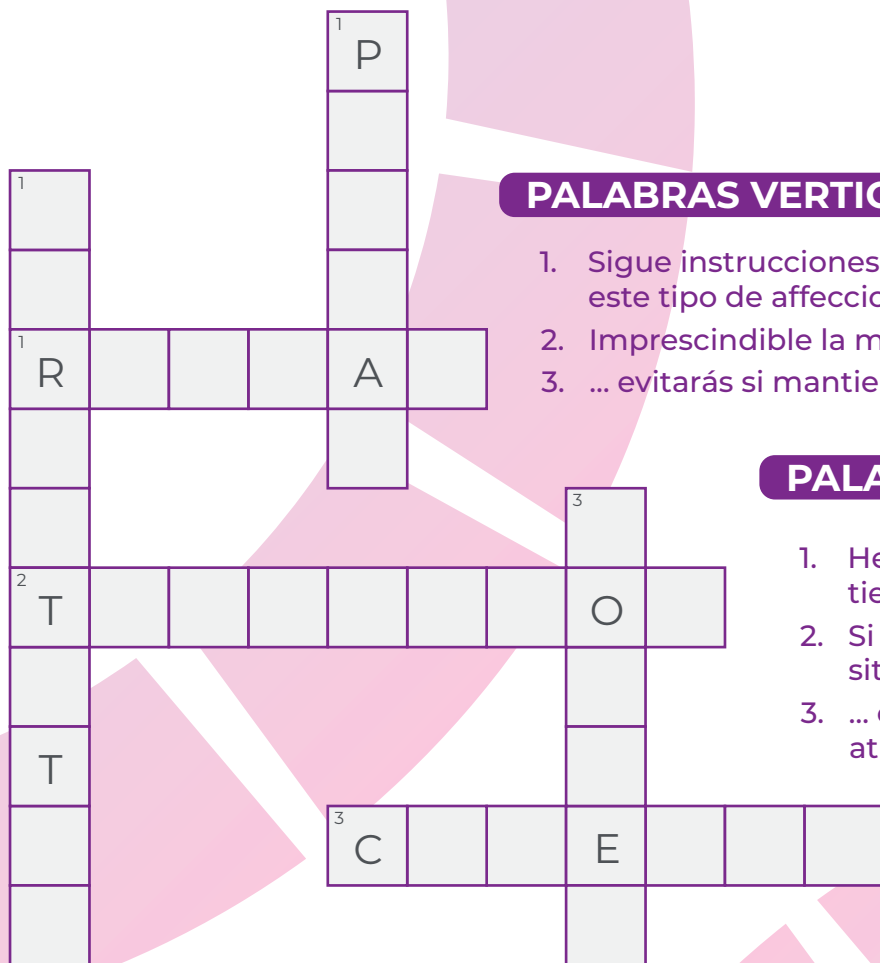 1
P
1
PALABRAS VERTIC
1. Sigue instrucciones
este tipo de affeccio
2. Imprescindible la m
3. ... evitarás si mantie
1
R A
PALA
3
1. He
tie
2
T O
2. Si
sit
3. ...
at
T
3
C E